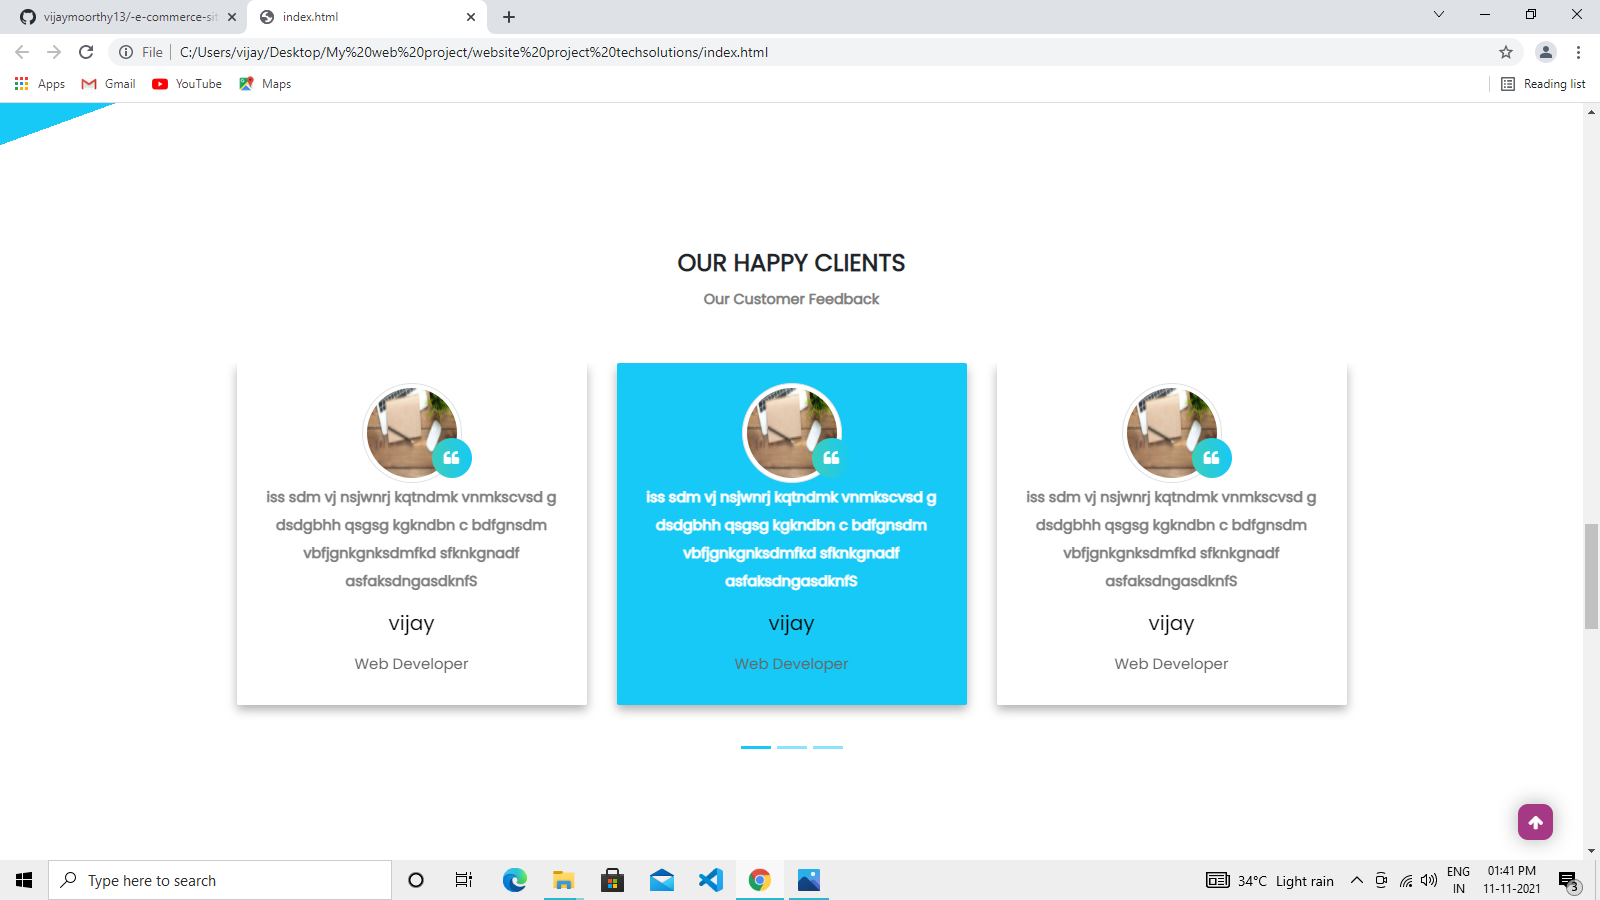 vijaymoorthy13/-e-commerce-sit
index.html
File
C:/Users/vijay/Desktop/My%20web%20project/website%20project%20techsolutions/index.html
Apps
Gmail
YouTube
Maps
Reading list
OUR HAPPY CLIENTS
Our Customer Feedback
iss sdm vj nsjwnrj kqtndmk vnmkscvsd g
dsdgbhh qsgsg kgkndbn c bdfgnsdm
vbfjgnkgnksdmfkd sfknkgnadf
asfaksdngasdknfS
vijay
Web Developer
iss sdm vj nsjwnrj kqtndmk vnmkscvsd g
dsdgbhh qsgsg kgkndbn c bdfgnsdm
vbfjgnkgnksdmfkd sfknkgnadf
asfaksdngasdknfS
vijay
Web Developer
iss sdm vj nsjwnrj kqtndmk vnmkscvsd g
dsdgbhh qsgsg kgkndbn c bdfgnsdm
vbfjgnkgnksdmfkd sfknkgnadf
asfaksdngasdknfS
vijay
Web Developer
Type here to search
34°C Light rain
ENG
IN
01:41 PM
11-11-2021
3